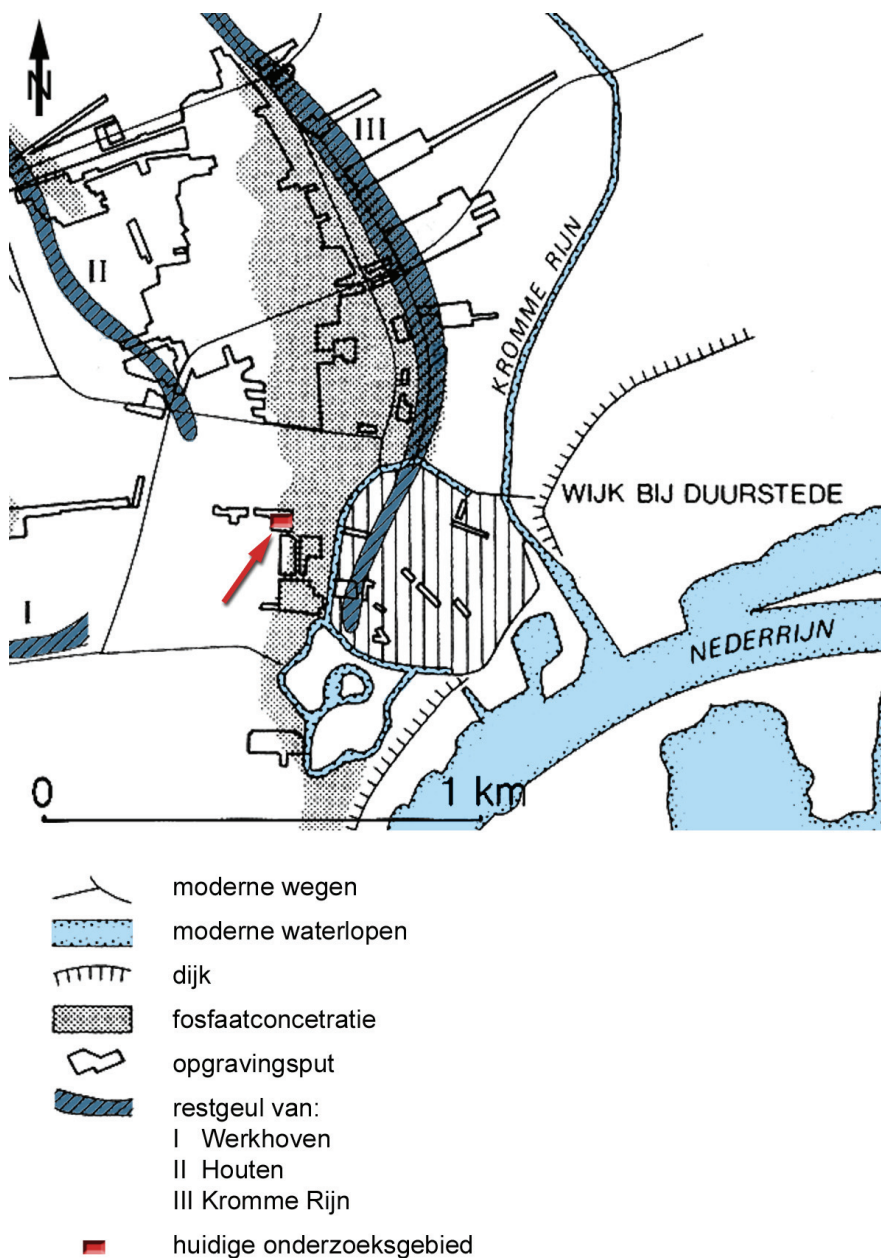 N
III
II
KROMME RIJN
WIJK BIJ DUURSTEDE
I
NEDERRIJN
0 1 km
moderne wegen
moderne waterlopen
dijk
fosfaatconcetratie
opgravingsput
restgeul van:
I Werkhoven
II Houten
III Kromme Rijn
huidige onderzoeksgebied